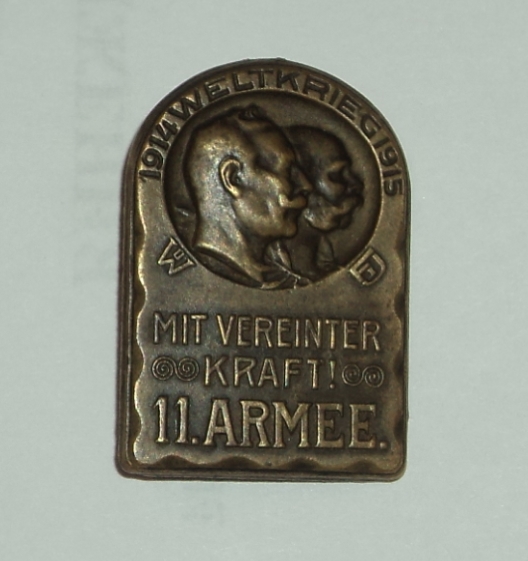 1914 WELTKRIEG 1915
MIT VEREINTER
KRAFT!
11. ARMEE.